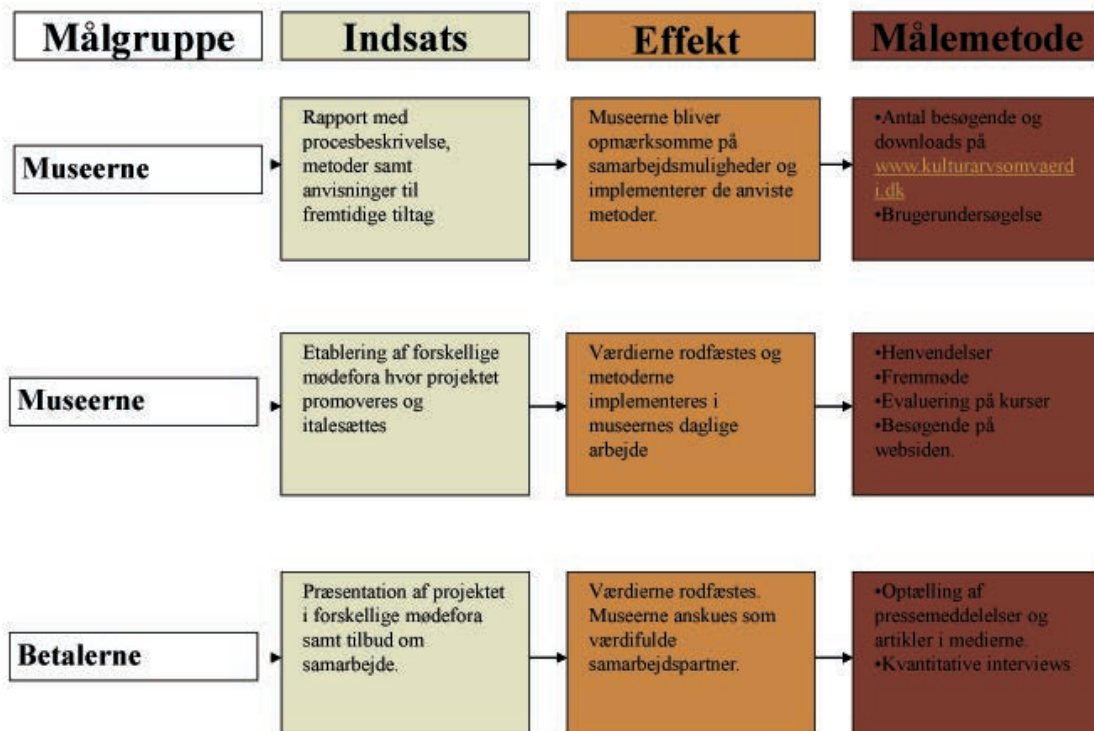 Målgruppe
Indsats
Effekt
Målemetode
Museerne
Rapport med
procesbeskrivelse,
metoder samt
anvisninger til
fremtidige tiltag
Museerne bliver
opmærksomme på
samarbejdsmuligheder og
implementerer de anviste
metoder.
•Antal besøgende og
downloads på
www.kulturarvsomvaerd
i.dk
•Brugerundersøgelse
Museerne
Etablering af forskellige
mødefora hvor projektet
promoveres og
italesættes
Værdierne rodfæstes og
metoderne
implementeres i
museernes daglige
arbejde
•Henvendelser
•Fremmøde
•Evaluering på kurser
•Besøgende på
websiden.
Betalerne
Præsentation af projektet
i forskellige mødefora
samt tilbud om
samarbejde.
Værdierne rodfæstes.
Museerne anskues som
værdifulde
samarbejdspartner.
•Optælling af
pressemeddelelser og
artikler i medierne.
•Kvantitative interviews